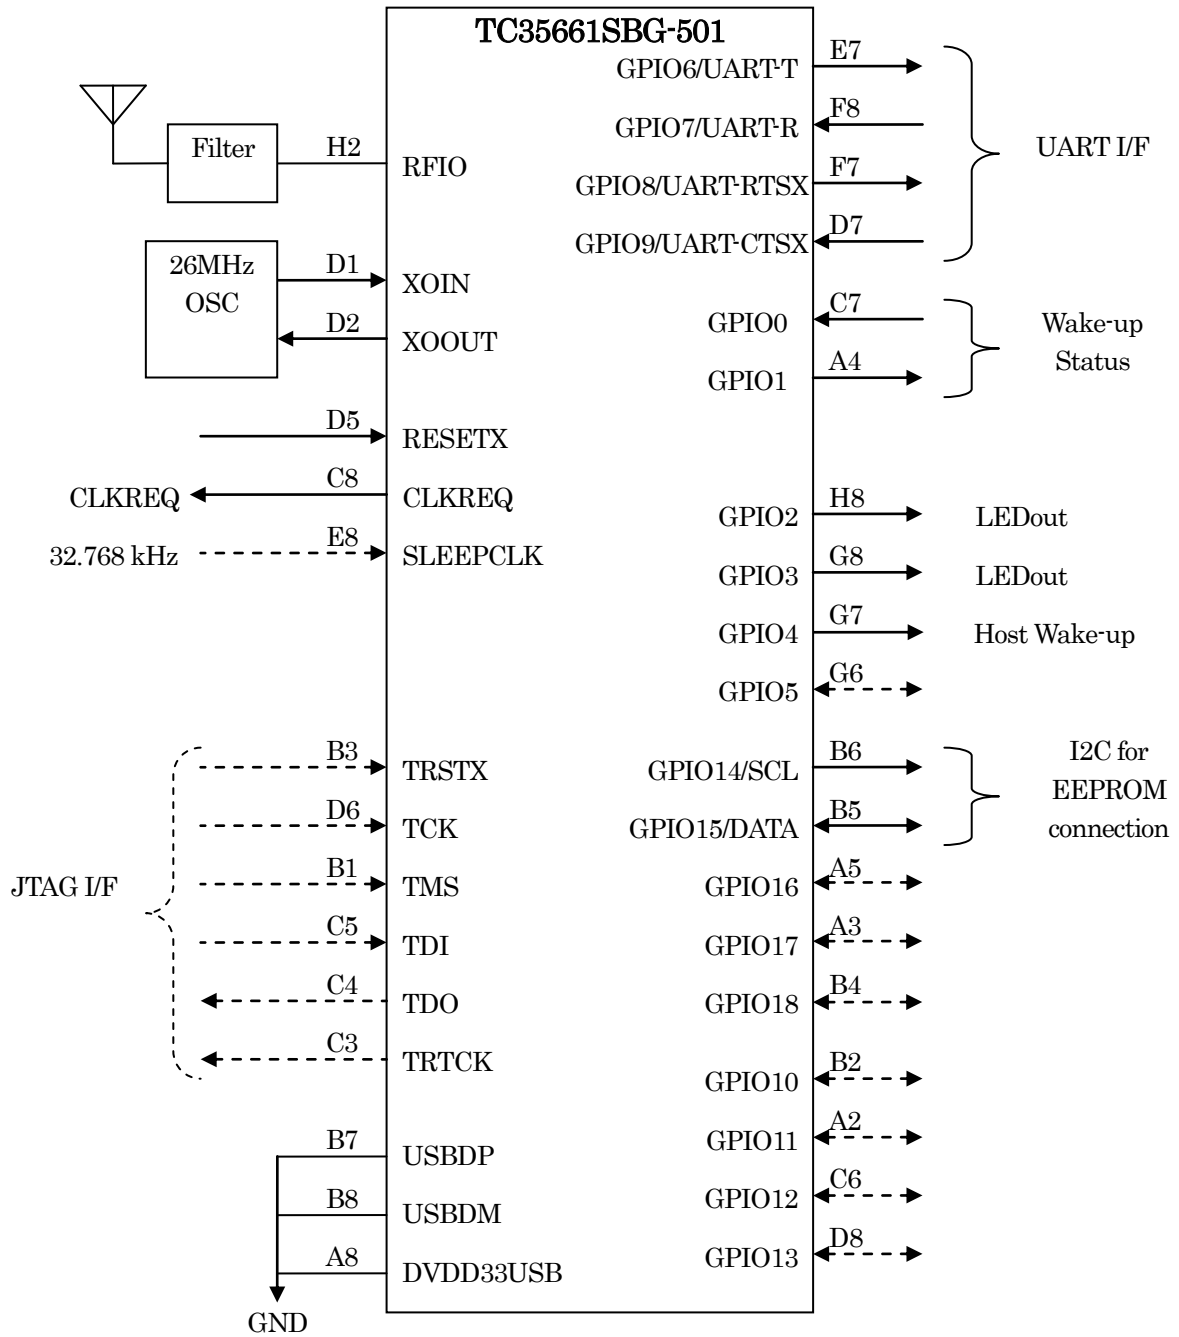 TC35661SBG-501
Filter
H2
RFIO
26MHz
OSC
D1
XOIN
D2
XOOUT
D5
RESETX
CLKREQ
C8
CLKREQ
32.768 kHz
E8
SLEEPCLK
JTAG I/F
B3
TRSTX
D6
TCK
B1
TMS
C5
TDI
C4
TDO
C3
TRTCK
B7
USBDP
B8
USBDM
A8
DVDD33USB
GND
GPIO6/UART-T
E7
GPIO7/UART-R
F8
GPIO8/UART-RTSX
F7
GPIO9/UART-CTSX
D7
UART I/F
GPIO0
C7
GPIO1
A4
Wake-up
Status
GPIO2
H8
LEDout
GPIO3
G8
LEDout
GPIO4
G7
Host Wake-up
GPIO5
G6
GPIO14/SCL
B6
GPIO15/DATA
B5
I2C for
EEPROM
connection
GPIO16
A5
GPIO17
A3
GPIO18
B4
GPIO10
B2
GPIO11
A2
GPIO12
C6
GPIO13
D8